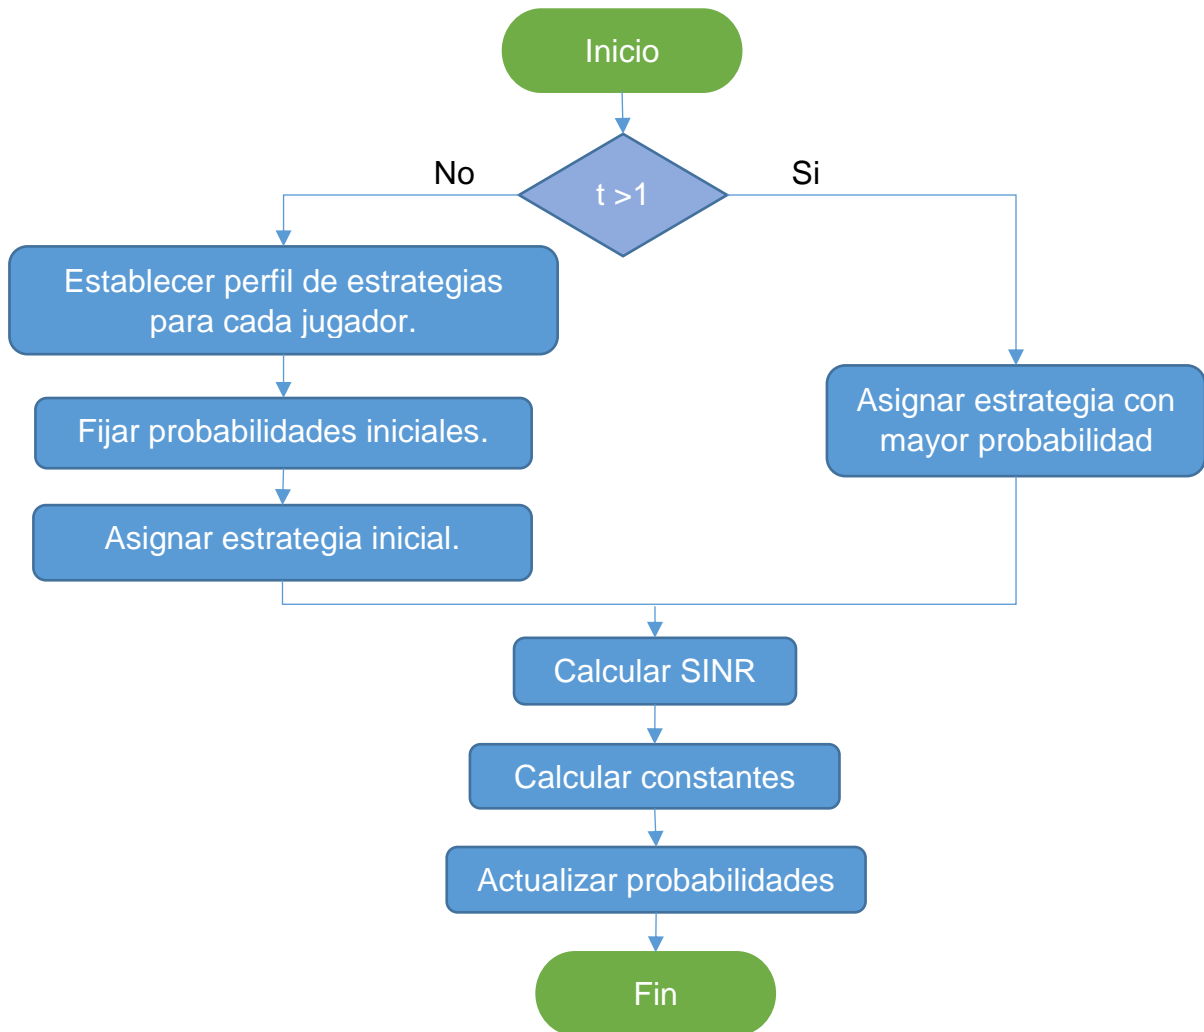 Inicio
No
Si
t >1
Establecer perfil de estrategias
para cada jugador.
Fijar probabilidades iniciales.
Asignar estrategia inicial.
Asignar estrategia con
mayor probabilidad
Calcular SINR
Calcular constantes
Actualizar probabilidades
Fin